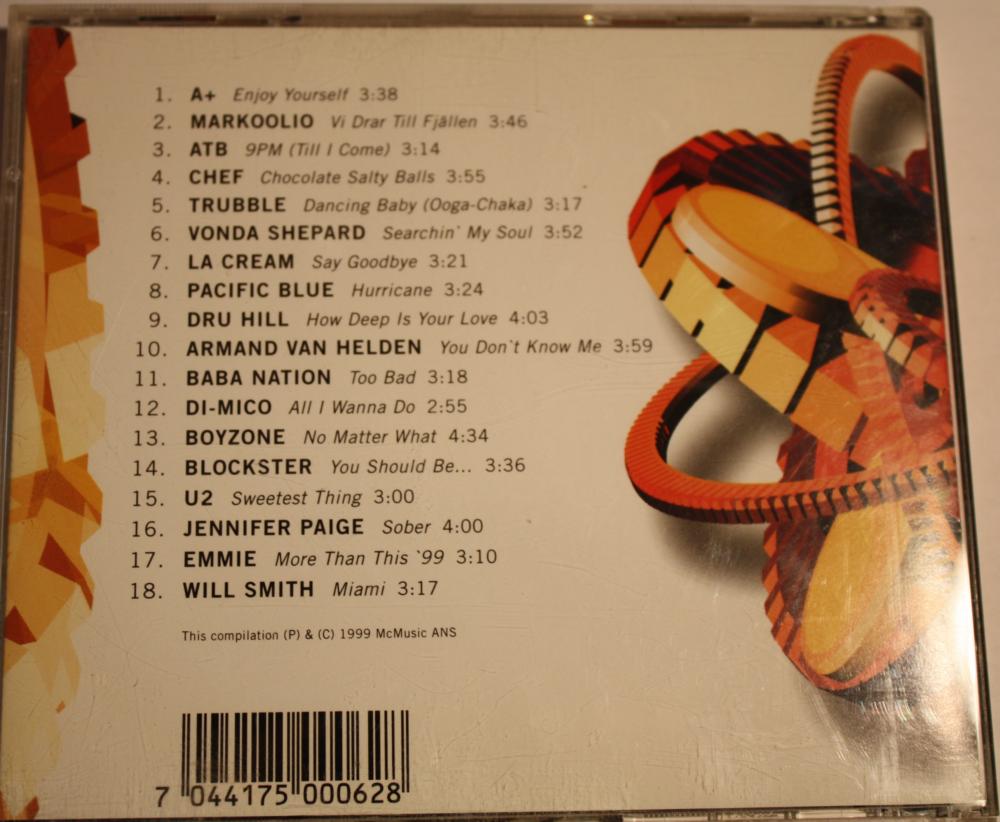 1. A+ Enjoy Yourself 3:38
2. MARKOOLIO Vi Drar Till Fjällen 3:46
3. ATB 9PM (Till I Come) 3:14
4. CHEF Chocolate Salty Balls 3:55
5. TRUBBLE Dancing Baby (Ooga-Chaka) 3:17
6. VONDA SHEPARD Searchin' My Soul 3:52
7. LA CREAM Say Goodbye 3:21
8. PACIFIC BLUE Hurricane 3:24
9. DRU HILL How Deep Is Your Love 4:03
10. ARMAND VAN HELDEN You Don`t Know Me 3:59
11. BABA NATION Too Bad 3:18
12. DI-MICO All I Wanna Do 2:55
13. BOYZONE No Matter What 4:34
14. BLOCKSTER You Should Be... 3:36
15. U2 Sweetest Thing 3:00
16. JENNIFER PAIGE Sober 4:00
17. EMMIE More Than This `99 3:10
18. WILL SMITH Miami 3:17
This compilation (P) & (C) 1999 McMusic ANS
7 044175 000628